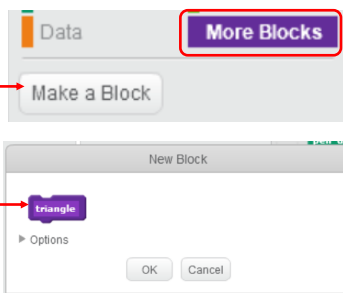 Data More Blocks
Make a Block
New Block
triangle
Options
OK Cancel